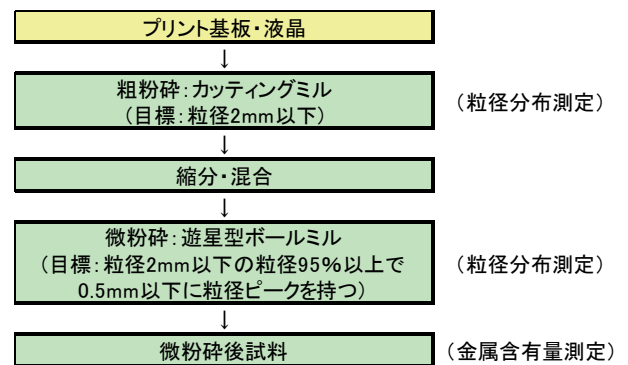 プリント基板・液晶
↓
粗粉砕：カッティングミル
（目標：粒径2mm以下）
（粒径分布測定）
↓
縮分・混合
↓
微粉砕：遊星型ボールミル
（目標：粒径2mm以下の粒径95％以上で
0.5mm以下に粒径ピークを持つ）
（粒径分布測定）
↓
微粉砕後試料
（金属含有量測定）